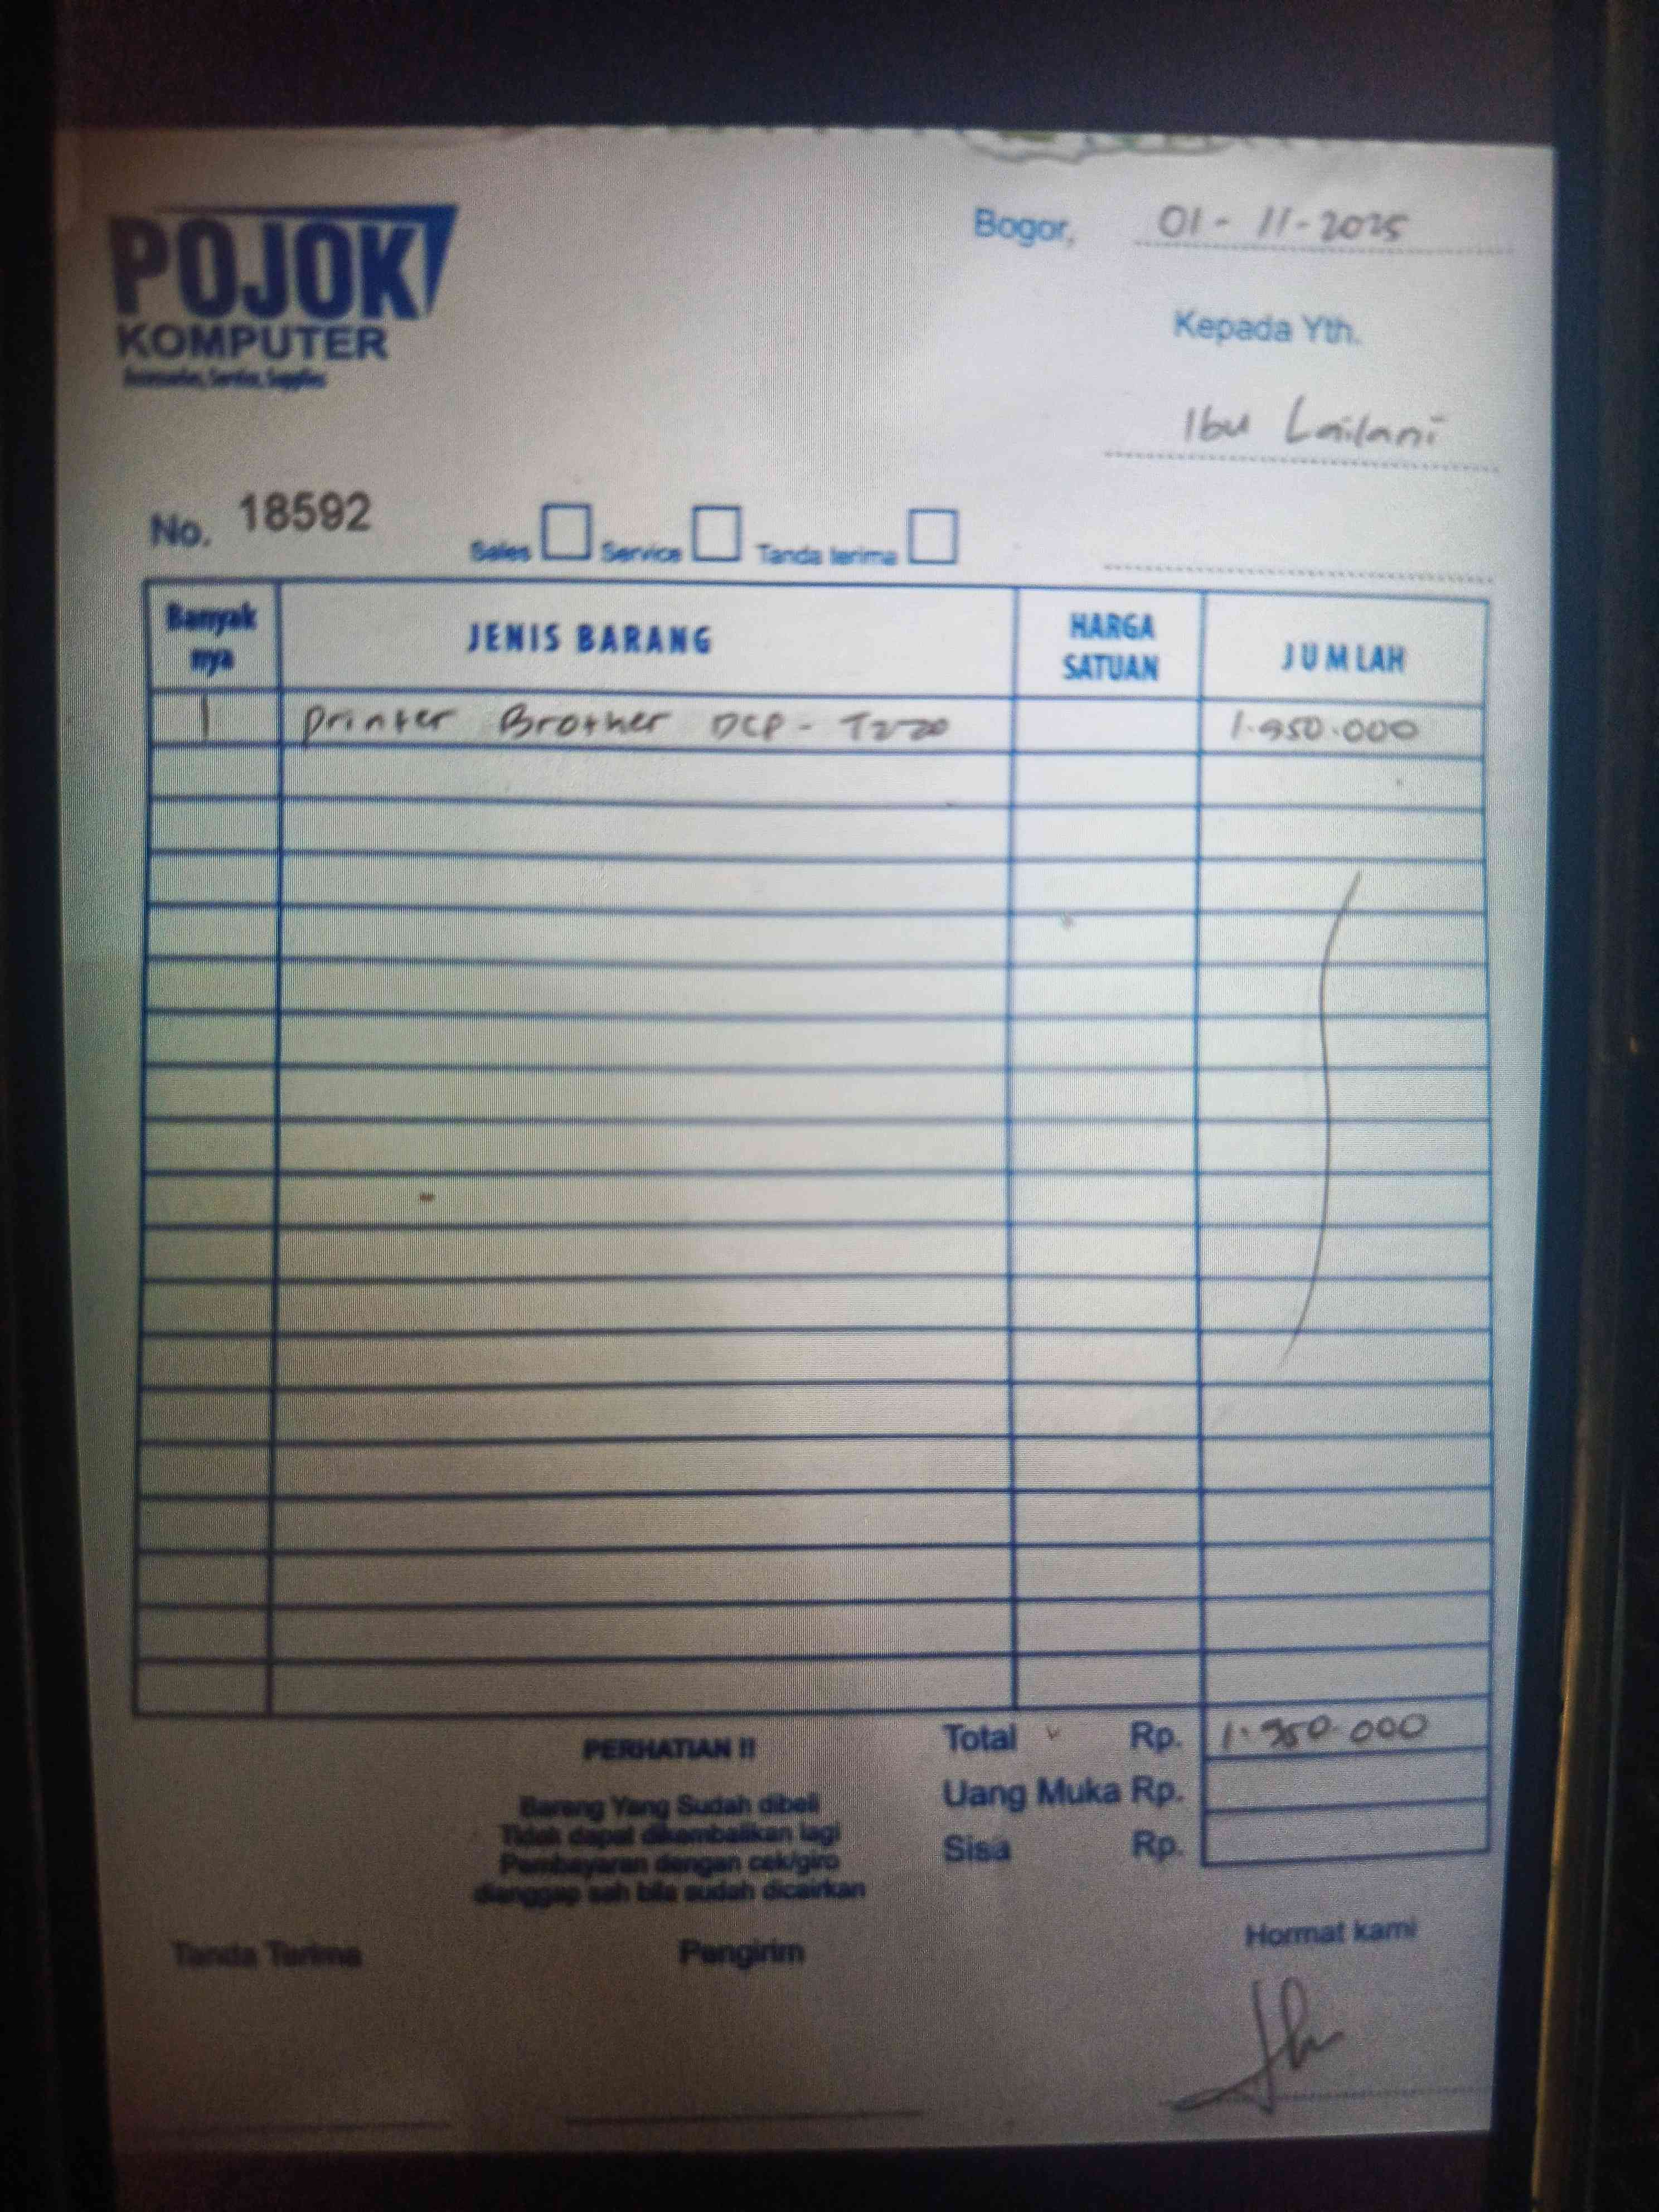 POJOK
KOMPUTER
Accessories, Service, Supplies
Bogor, 01-11-2025
Kepada Yth.
Ibu Lailani
No. 18592
Sales Service Tanda terima
Banyak nya JENIS BARANG HARGA SATUAN JUMLAH
1 Printer Brother DCP-T220 1.950.000
Total Rp. 1.950.000
Uang Muka Rp.
Sisa Rp.
PERHATIAN !!
Barang Yang Sudah dibeli
Tidak dapat dikembalikan lagi
Pembayaran dengan cek/giro
dianggap sah bila sudah dicairkan
Tanda Terima Pengirim Hormat kami